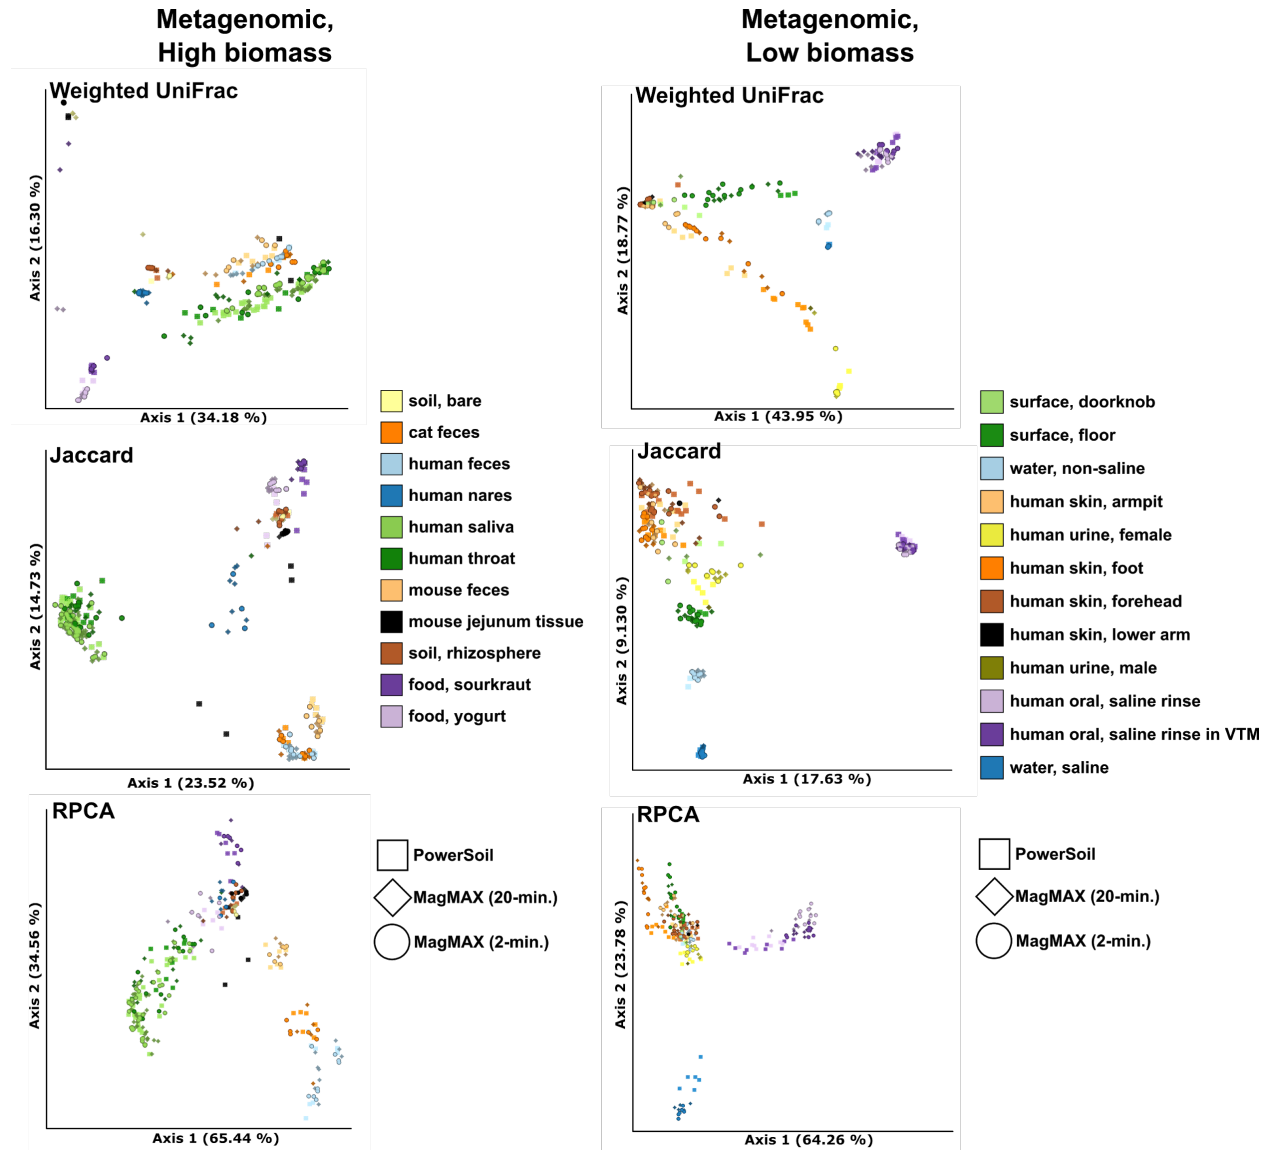 Metagenomic,
High biomass
Weighted UniFrac
Axis 2 (16.30 %)
Axis 1 (34.18 %)
Jaccard
Axis 2 (14.73 %)
Axis 1 (23.52 %)
RPCA
Axis 2 (34.56 %)
Axis 1 (65.44 %)
soil, bare
cat feces
human feces
human nares
human saliva
human throat
mouse feces
mouse jejunum tissue
soil, rhizosphere
food, sourkraut
food, yogurt
PowerSoil
MagMAX (20-min.)
MagMAX (2-min.)
Metagenomic,
Low biomass
Weighted UniFrac
Axis 2 (18.77 %)
Axis 1 (43.95 %)
Jaccard
Axis 2 (9.130 %)
Axis 1 (17.63 %)
RPCA
Axis 2 (23.78 %)
Axis 1 (64.26 %)
surface, doorknob
surface, floor
water, non-saline
human skin, armpit
human urine, female
human skin, foot
human skin, forehead
human skin, lower arm
human urine, male
human oral, saline rinse
human oral, saline rinse in VTM
water, saline
PowerSoil
MagMAX (20-min.)
MagMAX (2-min.)